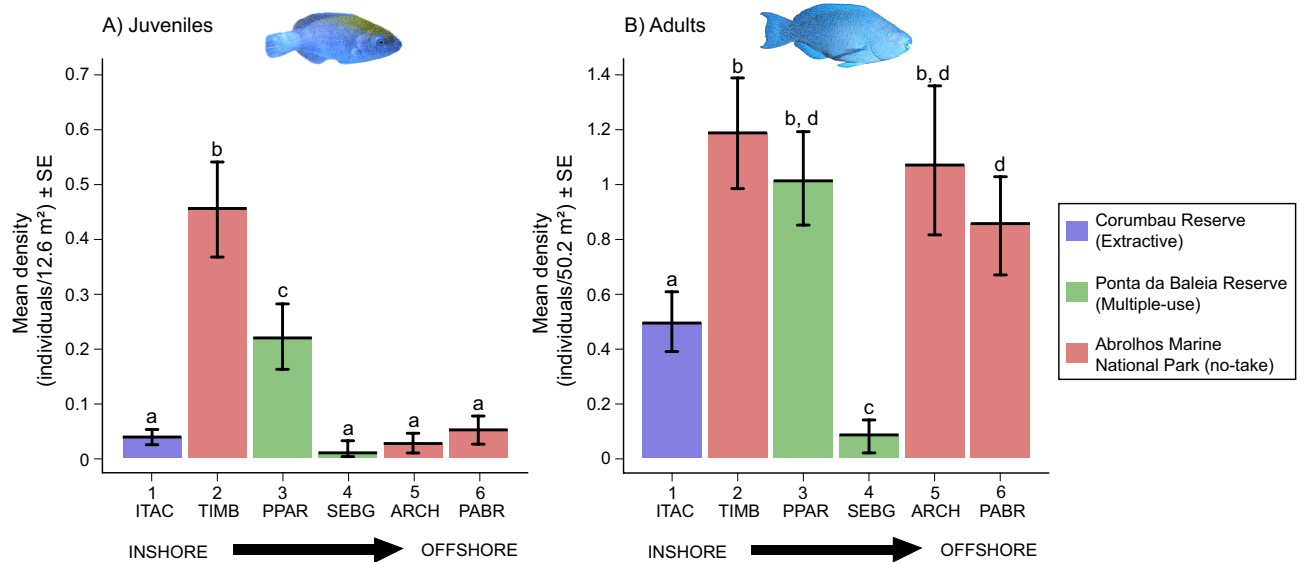 A) Juveniles
Mean density
(individuals/12.6 m²) ± SE
0.7
0.6
0.5
0.4
0.3
0.2
0.1
0
a
b
c
a
a
a
1
2
3
4
5
6
ITAC
TIMB
PPAR
SEBG
ARCH
PABR
INSHORE
OFFSHORE
B) Adults
Mean density
(individuals/50.2 m²) ± SE
1.4
1.2
1
0.8
0.6
0.4
0.2
0
a
b
b, d
c
b, d
d
1
2
3
4
5
6
ITAC
TIMB
PPAR
SEBG
ARCH
PABR
INSHORE
OFFSHORE
Corumbau Reserve
(Extractive)
Ponta da Baleia Reserve
(Multiple-use)
Abrolhos Marine
National Park (no-take)